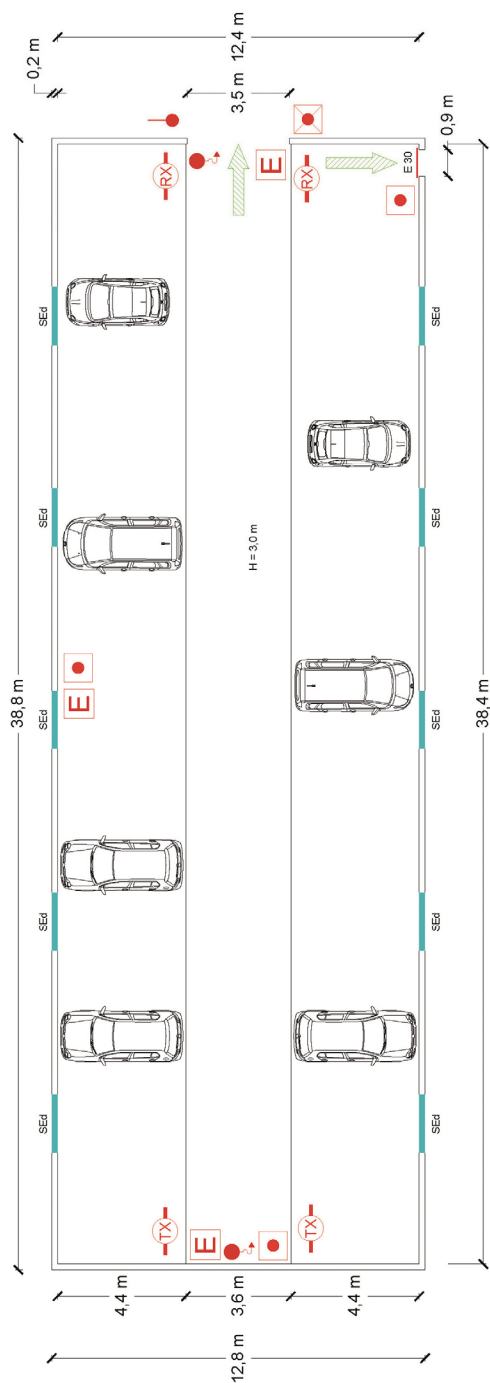 38,8 m
0,2 m
SEd
SEd
SEd
SEd
SEd
E
4,4 m
TX
RX
E
12,8 m
3,6 m
3,5 m
12,4 m
H = 3,0 m
E
TX
RX
4,4 m
E 30
SEd
SEd
SEd
SEd
SEd
0,9 m
38,4 m